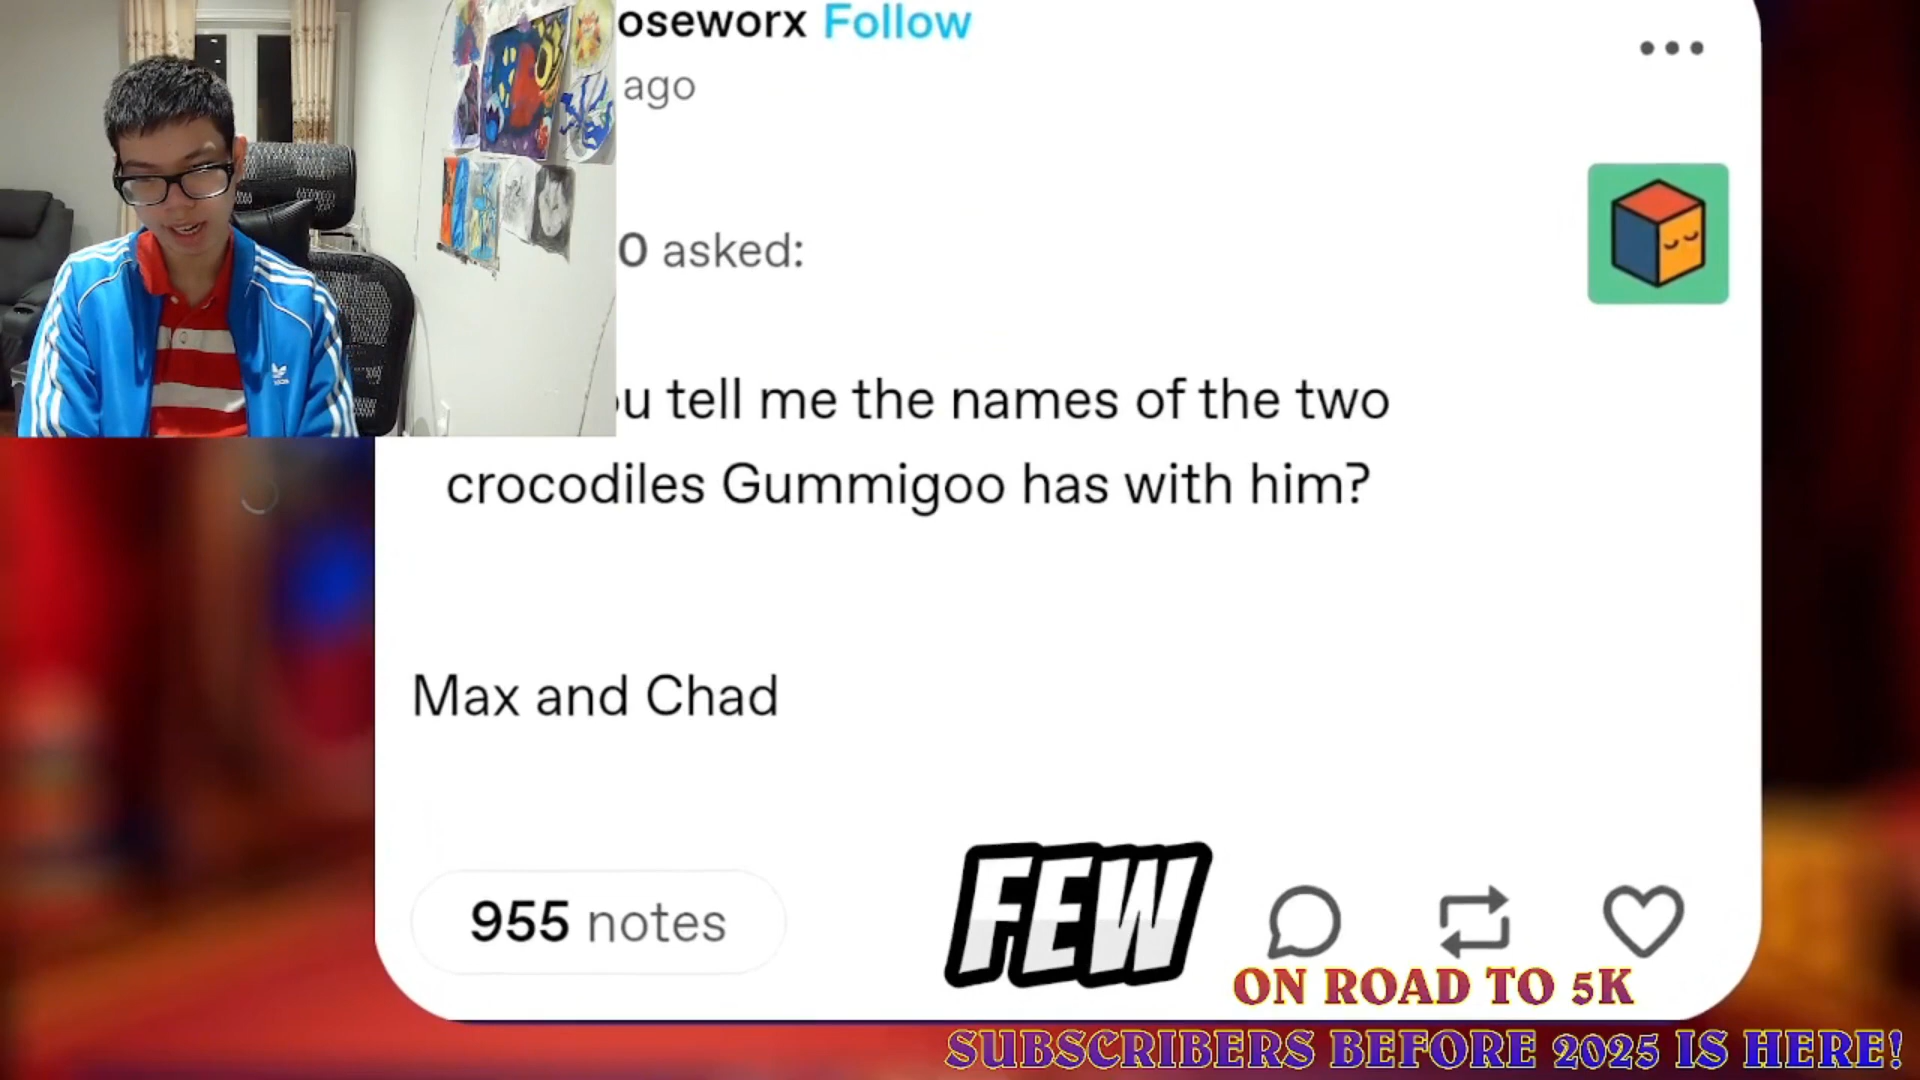 oseworx Follow
ago
0 asked:
u tell me the names of the two
crocodiles Gummigoo has with him?
Max and Chad
955 notes
FEW
ON ROAD TO 5K
SUBSCRIBERS BEFORE 2025 IS HERE!